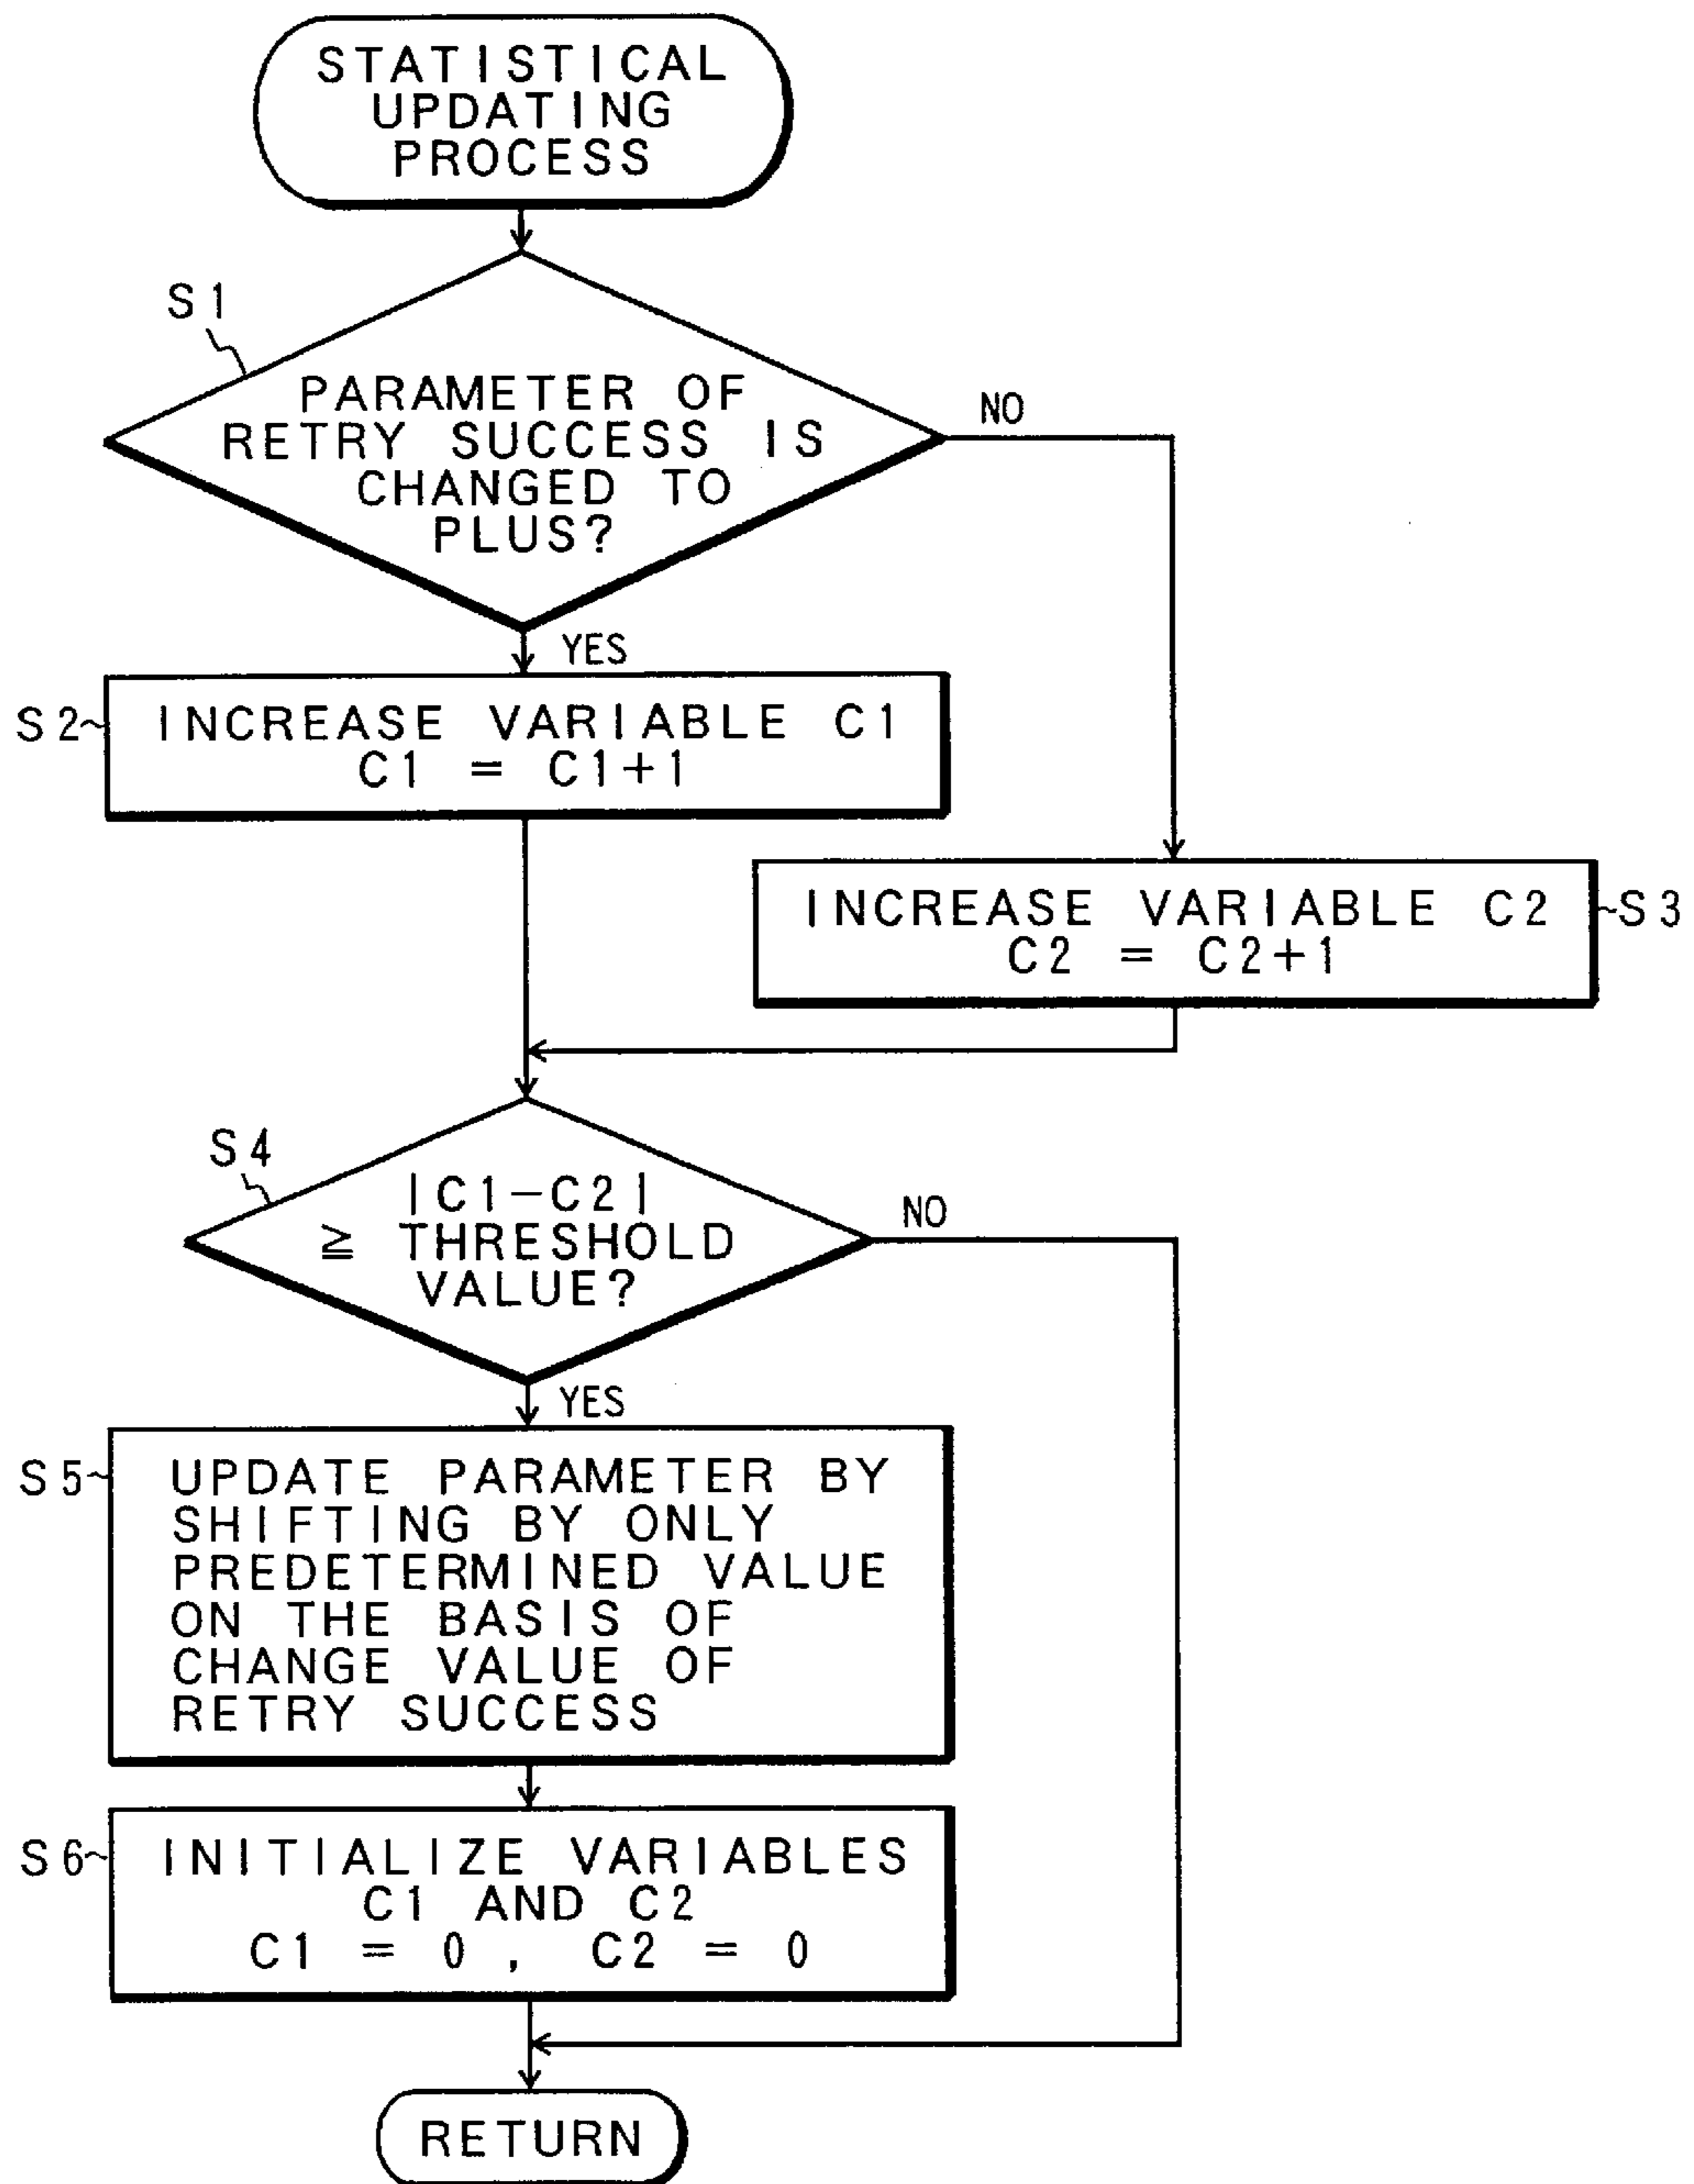 STATISTICAL
UPDATING
PROCESS
S1
PARAMETER OF
RETRY SUCCESS IS
CHANGED TO
PLUS?
NO
YES
S2
INCREASE VARIABLE C1
C1 = C1+1
INCREASE VARIABLE C2
C2 = C2+1
S3
S4
|C1-C2|
≧ THRESHOLD
VALUE?
NO
YES
S5
UPDATE PARAMETER BY
SHIFTING BY ONLY
PREDETERMINED VALUE
ON THE BASIS OF
CHANGE VALUE OF
RETRY SUCCESS
S6
INITIALIZE VARIABLES
C1 AND C2
C1 = 0, C2 = 0
RETURN